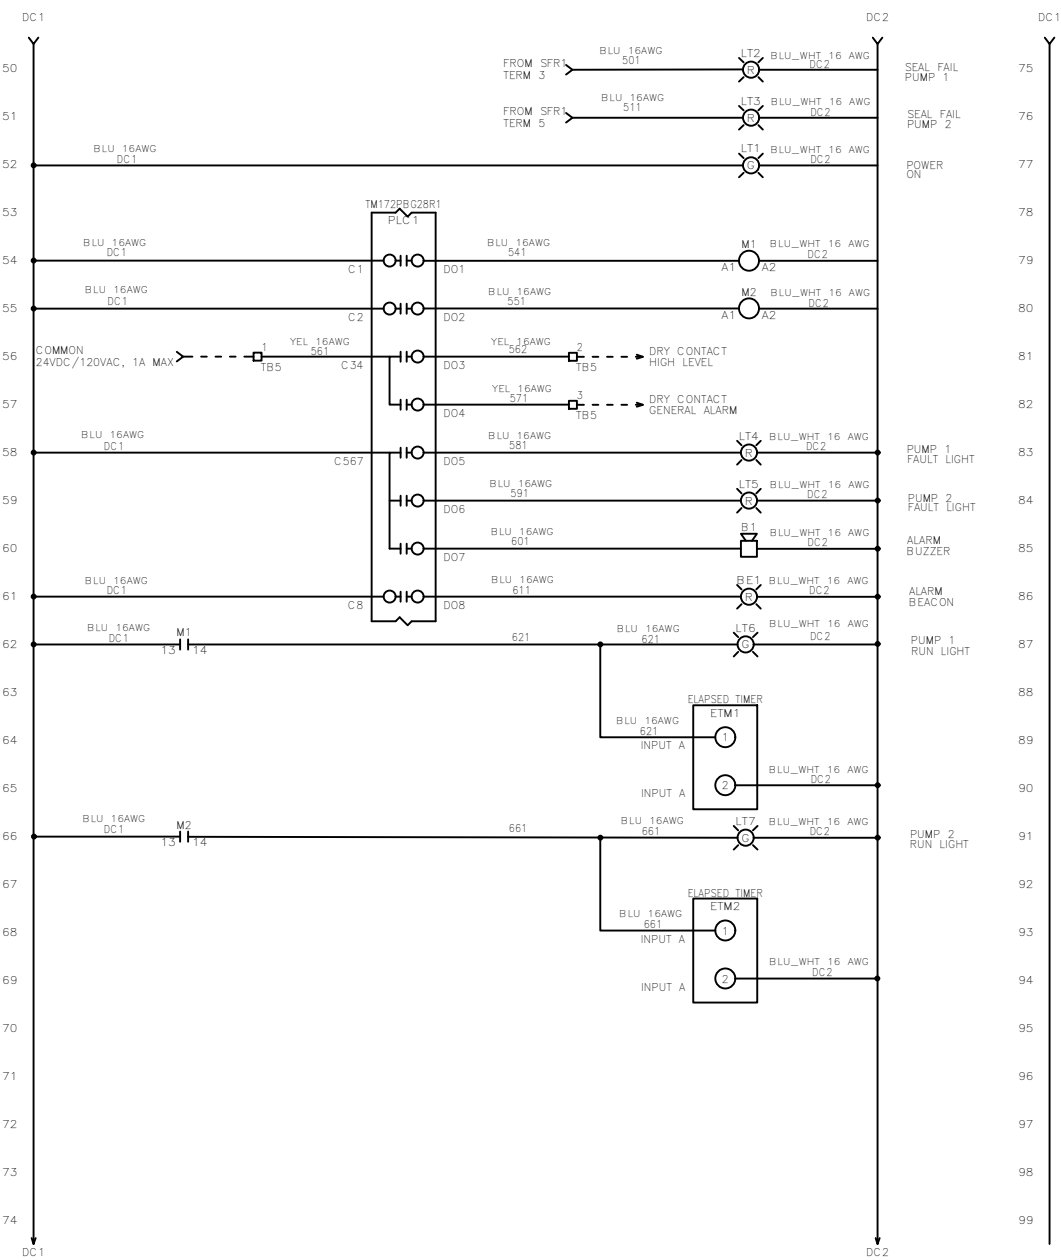 DC1
DC2
DC1
50
FROM SFR1
TERM 3
BLU 16AWG
501
LT2
R
BLU_WHT 16 AWG
DC2
SEAL FAIL
PUMP 1
75
51
FROM SFR1
TERM 5
BLU 16AWG
511
LT3
R
BLU_WHT 16 AWG
DC2
SEAL FAIL
PUMP 2
76
52
BLU 16AWG
DC1
LT1
G
BLU_WHT 16 AWG
DC2
POWER
ON
77
53
TM172PBG28R1
PLC1
78
54
BLU 16AWG
DC1
C1
DO1
BLU 16AWG
541
M1
A1
A2
BLU_WHT 16 AWG
DC2
79
55
BLU 16AWG
DC1
C2
DO2
BLU 16AWG
551
M2
A1
A2
BLU_WHT 16 AWG
DC2
80
56
COMMON
24VDC/120VAC, 1A MAX
1
TB5
YEL 16AWG
561
C34
DO3
YEL 16AWG
562
2
TB5
DRY CONTACT
HIGH LEVEL
81
57
DO4
YEL 16AWG
571
3
TB5
DRY CONTACT
GENERAL ALARM
82
58
BLU 16AWG
DC1
C567
DO5
BLU 16AWG
581
LT4
R
BLU_WHT 16 AWG
DC2
PUMP 1
FAULT LIGHT
83
59
DO6
BLU 16AWG
591
LT5
R
BLU_WHT 16 AWG
DC2
PUMP 2
FAULT LIGHT
84
60
DO7
BLU 16AWG
601
B1
BLU_WHT 16 AWG
DC2
ALARM
BUZZER
85
61
BLU 16AWG
DC1
C8
DO8
BLU 16AWG
611
BE1
R
BLU_WHT 16 AWG
DC2
ALARM
BEACON
86
62
BLU 16AWG
DC1
M1
13
14
621
BLU 16AWG
621
LT6
G
BLU_WHT 16 AWG
DC2
PUMP 1
RUN LIGHT
87
63
ELAPSED TIMER
ETM1
88
64
BLU 16AWG
621
INPUT A
1
89
65
INPUT A
2
BLU_WHT 16 AWG
DC2
90
66
BLU 16AWG
DC1
M2
13
14
661
BLU 16AWG
661
LT7
G
BLU_WHT 16 AWG
DC2
PUMP 2
RUN LIGHT
91
67
ELAPSED TIMER
ETM2
92
68
BLU 16AWG
661
INPUT A
1
93
69
INPUT A
2
BLU_WHT 16 AWG
DC2
94
70
95
71
96
72
97
73
98
74
99
DC1
DC2